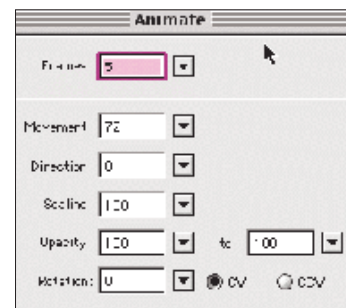 Animate
Frames 5
Movement 72
Direction 0
Scaling 100
Opacity 100 to 100
Rotation: 0 CW CCW